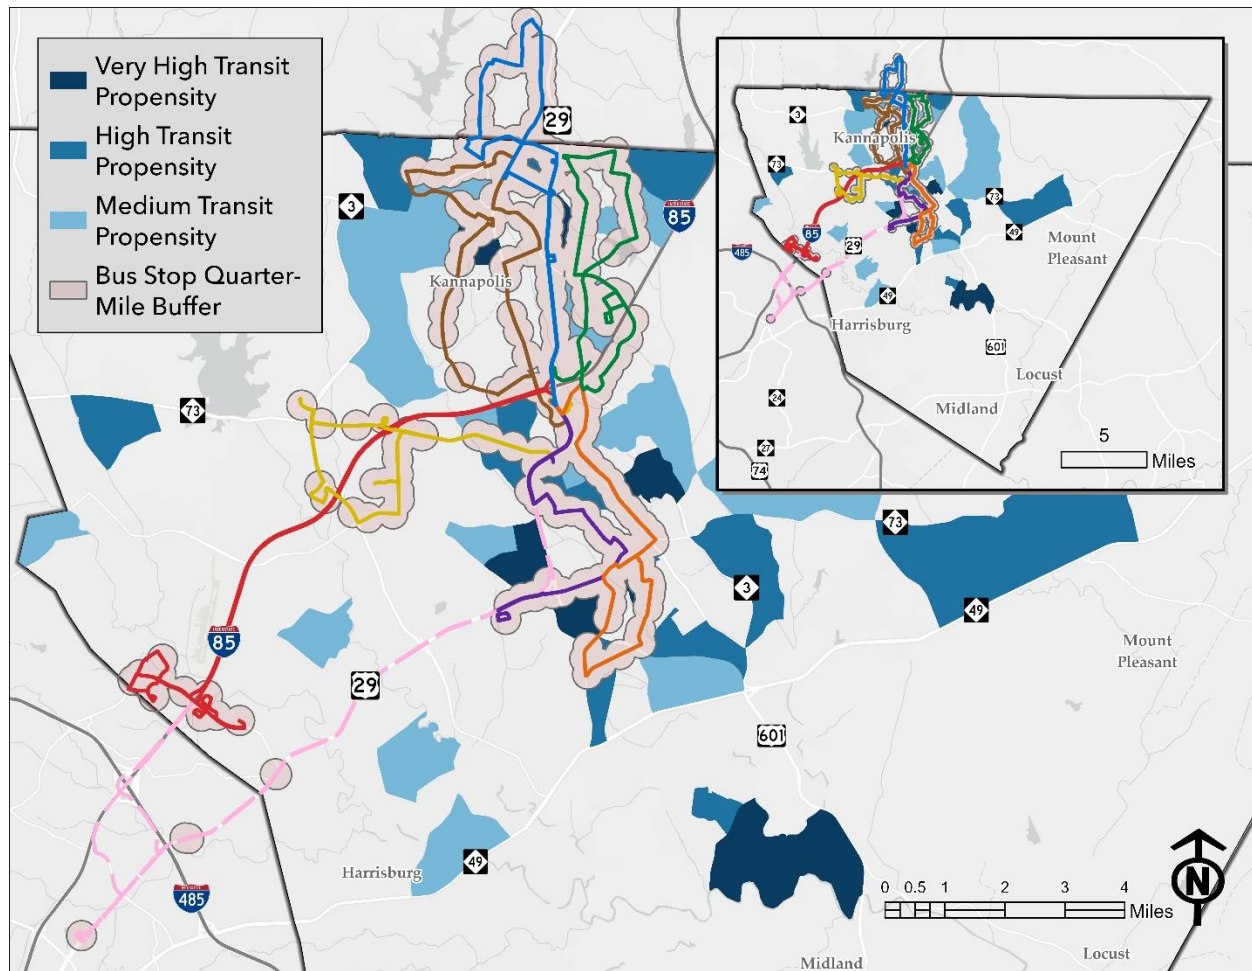 Very High Transit
Propensity
High Transit
Propensity
Medium Transit
Propensity
Bus Stop Quarter-
Mile Buffer
29
3
85
Kannapolis
73
85
29
73
3
49
Mount
Pleasant
601
Harrisburg
49
485
Midland
Locust
0 0.5 1 2 3 4
Miles
N
3
Kannapolis
73
73
49
Mount
Pleasant
85
29
485
49
Harrisburg
601
Locust
24
Midland
27
74
5
Miles